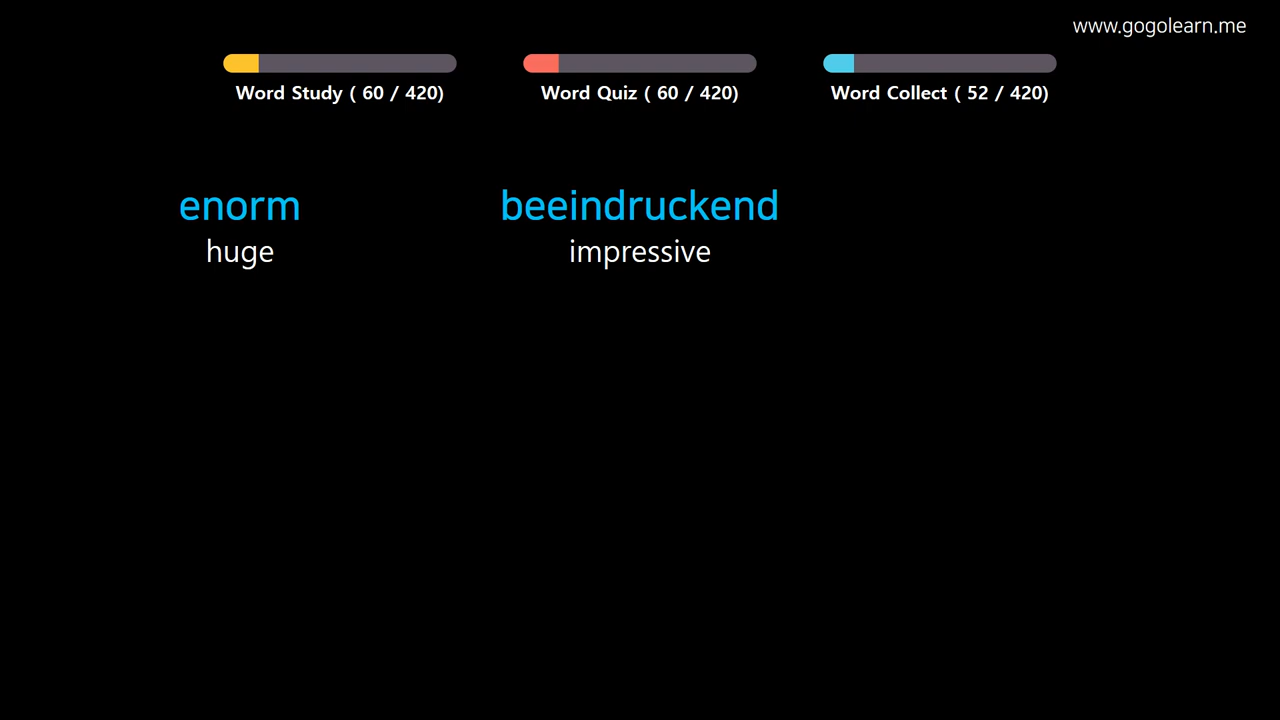 www.gogolearn.me
Word Study ( 60 / 420)
Word Quiz ( 60 / 420)
Word Collect ( 52 / 420)
enorm
huge
beeindruckend
impressive